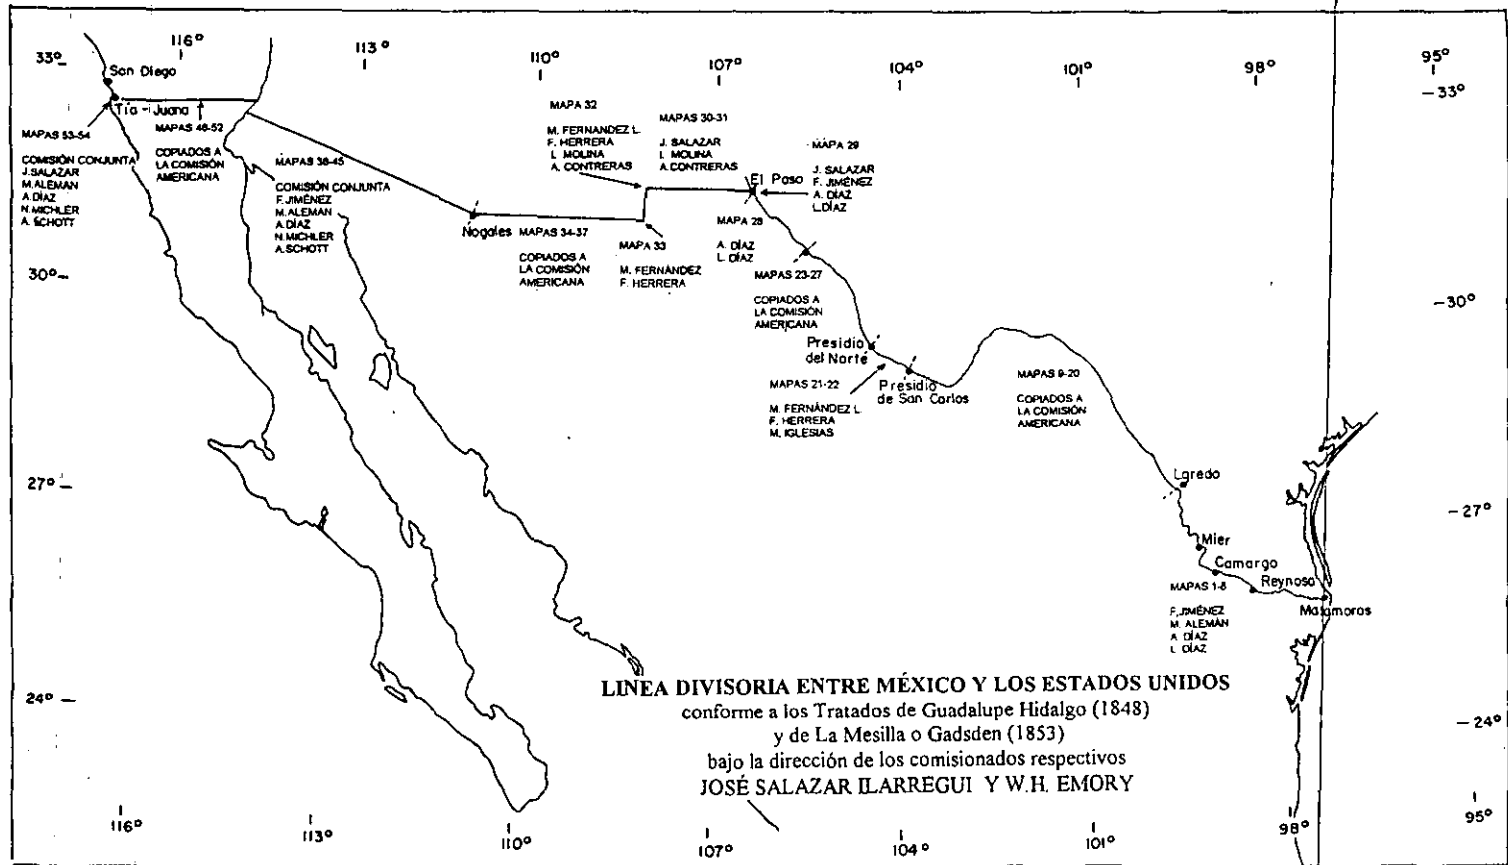 116°
113°
110°
107°
104°
101°
98°
95°
33°
San Diego
Tía-Juana
MAPAS 53-54
COMISIÓN CONJUNTA
J. SALAZAR
M. ALEMAN
A. DÍAZ
N. MICHLER
A. SCHOTT
MAPAS 46-52
COPIADOS A
LA COMISIÓN
AMERICANA
MAPAS 38-45
COMISIÓN CONJUNTA
F. JIMÉNEZ
M. ALEMAN
A. DÍAZ
N. MICHLER
A. SCHOTT
Nogales
MAPAS 34-37
COPIADOS A
LA COMISIÓN
AMERICANA
MAPA 33
M. FERNÁNDEZ
F. HERRERA
MAPA 32
M. FERNANDEZ L.
F. HERRERA
I. MOLINA
A. CONTRERAS
MAPAS 30-31
J. SALAZAR
I. MOLINA
A. CONTRERAS
MAPA 29
J. SALAZAR
F. JIMÉNEZ
A. DÍAZ
L. DÍAZ
El Paso
MAPA 28
A. DÍAZ
L. DÍAZ
MAPAS 23-27
COPIADOS A
LA COMISIÓN
AMERICANA
Presidio
del Norte
MAPAS 21-22
M. FERNÁNDEZ L.
F. HERRERA
M. IGLESIAS
Presidio
de San Carlos
MAPAS 9-20
COPIADOS A
LA COMISIÓN
AMERICANA
Laredo
Mier
Camargo
Reynosa
Matamoros
MAPAS 1-8
F. JIMÉNEZ
M. ALEMÁN
A. DÍAZ
L. DÍAZ
30°
27°
24°
-33°
-30°
-27°
-24°
LINEA DIVISORIA ENTRE MÉXICO Y LOS ESTADOS UNIDOS
conforme a los Tratados de Guadalupe Hidalgo (1848)
y de La Mesilla o Gadsden (1853)
bajo la dirección de los comisionados respectivos
JOSÉ SALAZAR ILARREGUI Y W.H. EMORY
116°
113°
110°
107°
104°
101°
98°
95°